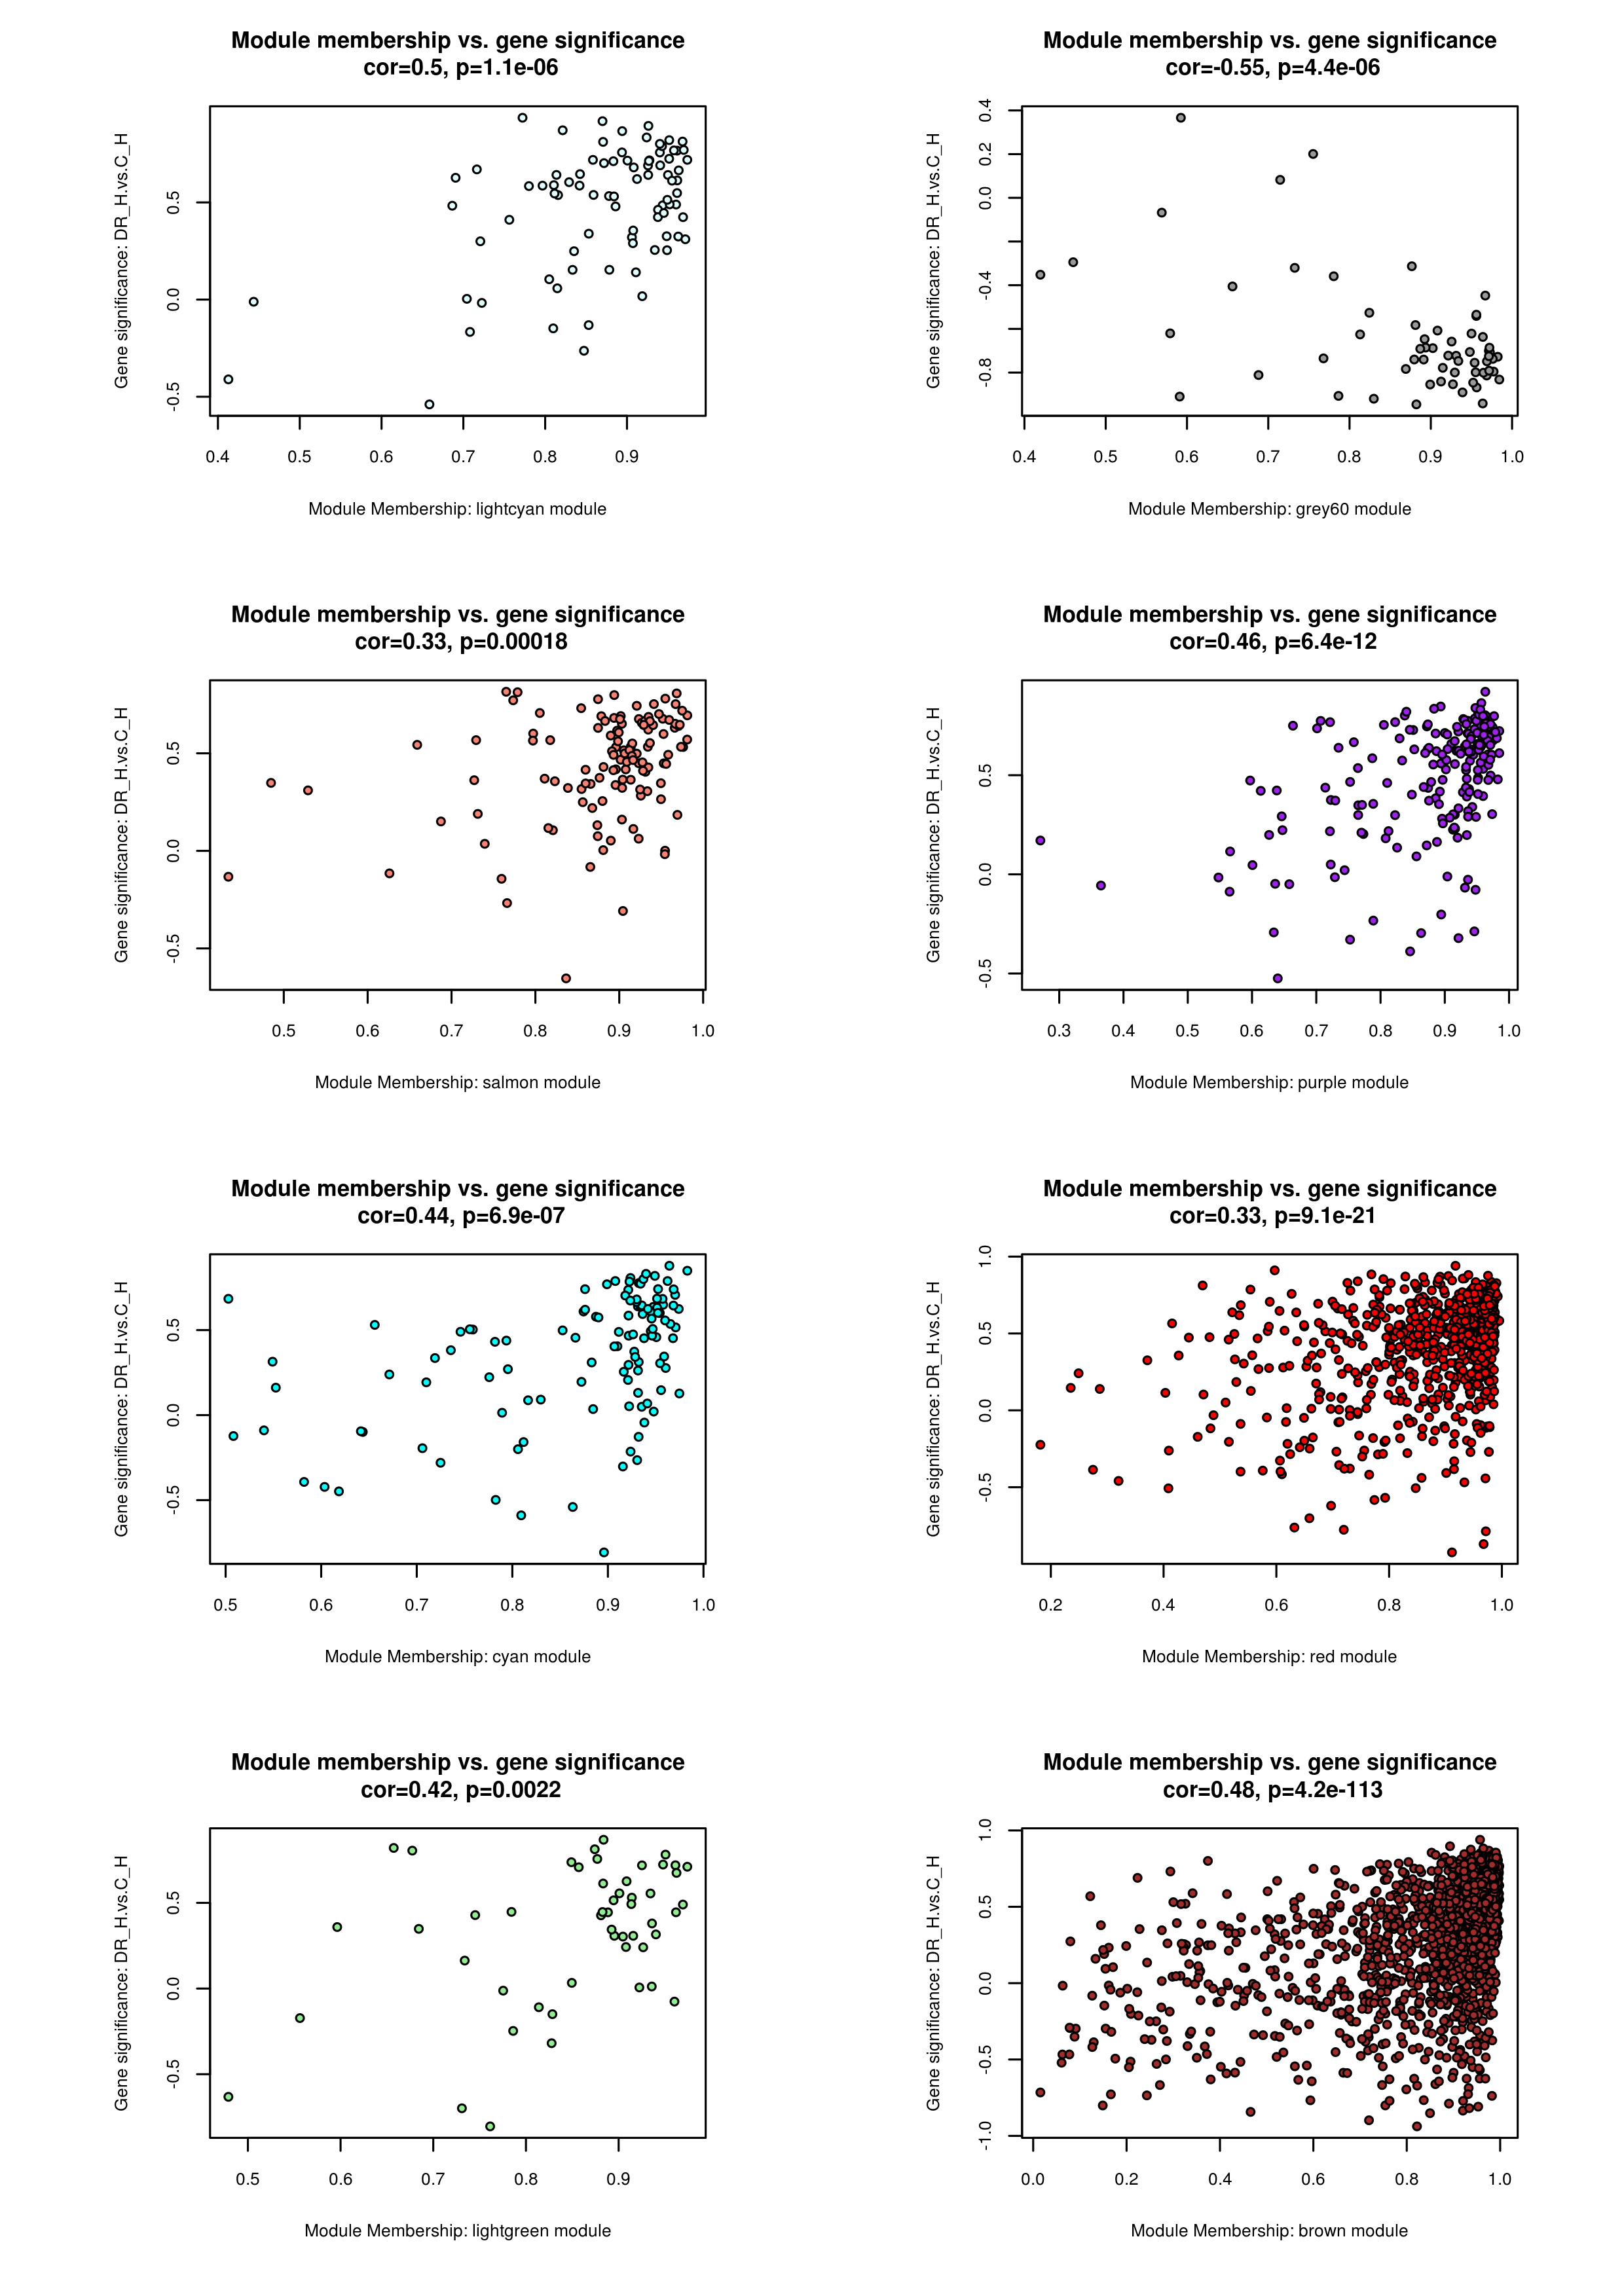 Module membership vs. gene significance
cor=0.5, p=1.1e-06
Gene significance: DR_H.vs.C_H
0.5
0.0
-0.5
0.4 0.5 0.6 0.7 0.8 0.9
Module Membership: lightcyan module
Module membership vs. gene significance
cor=-0.55, p=4.4e-06
Gene significance: DR_H.vs.C_H
0.4
0.2
0.0
-0.4
-0.8
0.4 0.5 0.6 0.7 0.8 0.9 1.0
Module Membership: grey60 module
Module membership vs. gene significance
cor=0.33, p=0.00018
Gene significance: DR_H.vs.C_H
0.5
0.0
-0.5
0.5 0.6 0.7 0.8 0.9 1.0
Module Membership: salmon module
Module membership vs. gene significance
cor=0.46, p=6.4e-12
Gene significance: DR_H.vs.C_H
0.5
0.0
-0.5
0.3 0.4 0.5 0.6 0.7 0.8 0.9 1.0
Module Membership: purple module
Module membership vs. gene significance
cor=0.44, p=6.9e-07
Gene significance: DR_H.vs.C_H
0.5
0.0
-0.5
0.5 0.6 0.7 0.8 0.9 1.0
Module Membership: cyan module
Module membership vs. gene significance
cor=0.33, p=9.1e-21
Gene significance: DR_H.vs.C_H
1.0
0.5
0.0
-0.5
0.2 0.4 0.6 0.8 1.0
Module Membership: red module
Module membership vs. gene significance
cor=0.42, p=0.0022
Gene significance: DR_H.vs.C_H
0.5
0.0
-0.5
0.5 0.6 0.7 0.8 0.9
Module Membership: lightgreen module
Module membership vs. gene significance
cor=0.48, p=4.2e-113
Gene significance: DR_H.vs.C_H
1.0
0.5
0.0
-0.5
-1.0
0.0 0.2 0.4 0.6 0.8 1.0
Module Membership: brown module